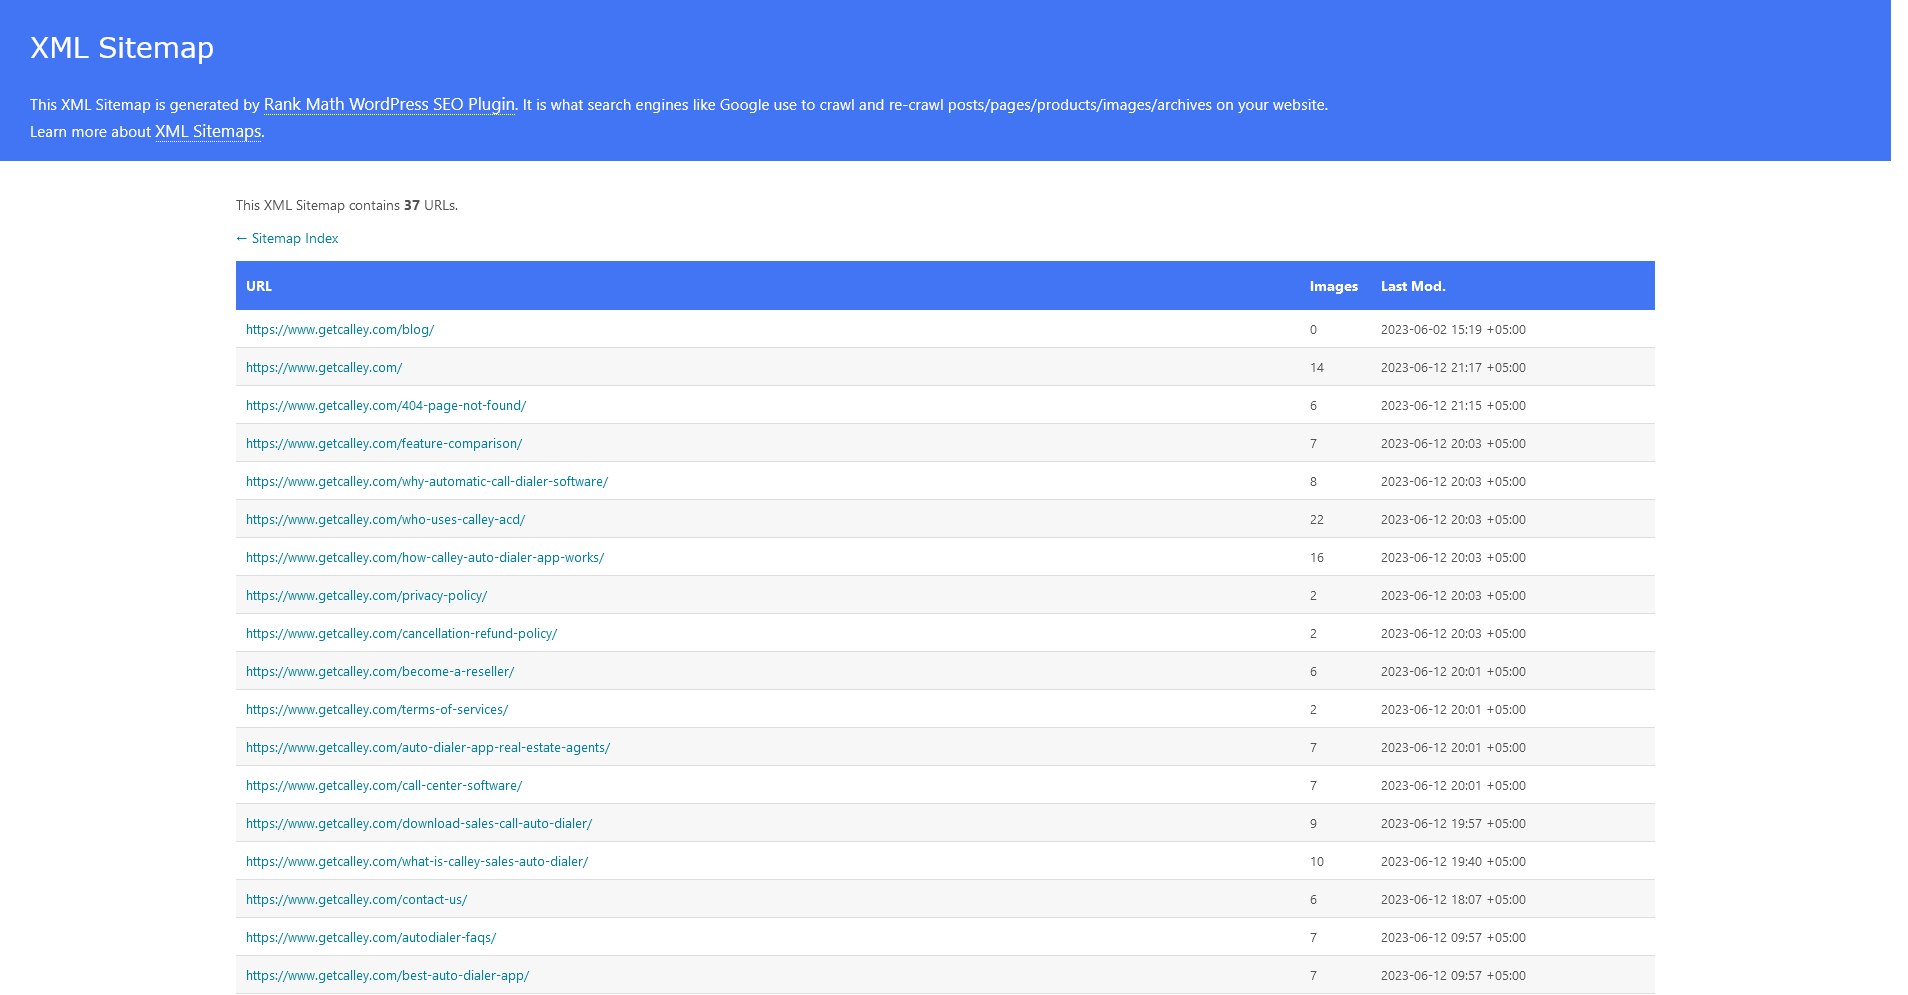 XML Sitemap
This XML Sitemap is generated by Rank Math WordPress SEO Plugin. It is what search engines like Google use to crawl and re-crawl posts/pages/products/images/archives on your website.
Learn more about XML Sitemaps.
This XML Sitemap contains 37 URLs.
← Sitemap Index
URL Images Last Mod.
https://www.getcalley.com/blog/ 0 2023-06-02 15:19 +05:00
https://www.getcalley.com/ 14 2023-06-12 21:17 +05:00
https://www.getcalley.com/404-page-not-found/ 6 2023-06-12 21:15 +05:00
https://www.getcalley.com/feature-comparison/ 7 2023-06-12 20:03 +05:00
https://www.getcalley.com/why-automatic-call-dialer-software/ 8 2023-06-12 20:03 +05:00
https://www.getcalley.com/who-uses-calley-acd/ 22 2023-06-12 20:03 +05:00
https://www.getcalley.com/how-calley-auto-dialer-app-works/ 16 2023-06-12 20:03 +05:00
https://www.getcalley.com/privacy-policy/ 2 2023-06-12 20:03 +05:00
https://www.getcalley.com/cancellation-refund-policy/ 2 2023-06-12 20:03 +05:00
https://www.getcalley.com/become-a-reseller/ 6 2023-06-12 20:01 +05:00
https://www.getcalley.com/terms-of-services/ 2 2023-06-12 20:01 +05:00
https://www.getcalley.com/auto-dialer-app-real-estate-agents/ 7 2023-06-12 20:01 +05:00
https://www.getcalley.com/call-center-software/ 7 2023-06-12 20:01 +05:00
https://www.getcalley.com/download-sales-call-auto-dialer/ 9 2023-06-12 19:57 +05:00
https://www.getcalley.com/what-is-calley-sales-auto-dialer/ 10 2023-06-12 19:40 +05:00
https://www.getcalley.com/contact-us/ 6 2023-06-12 18:07 +05:00
https://www.getcalley.com/autodialer-faqs/ 7 2023-06-12 09:57 +05:00
https://www.getcalley.com/best-auto-dialer-app/ 7 2023-06-12 09:57 +05:00